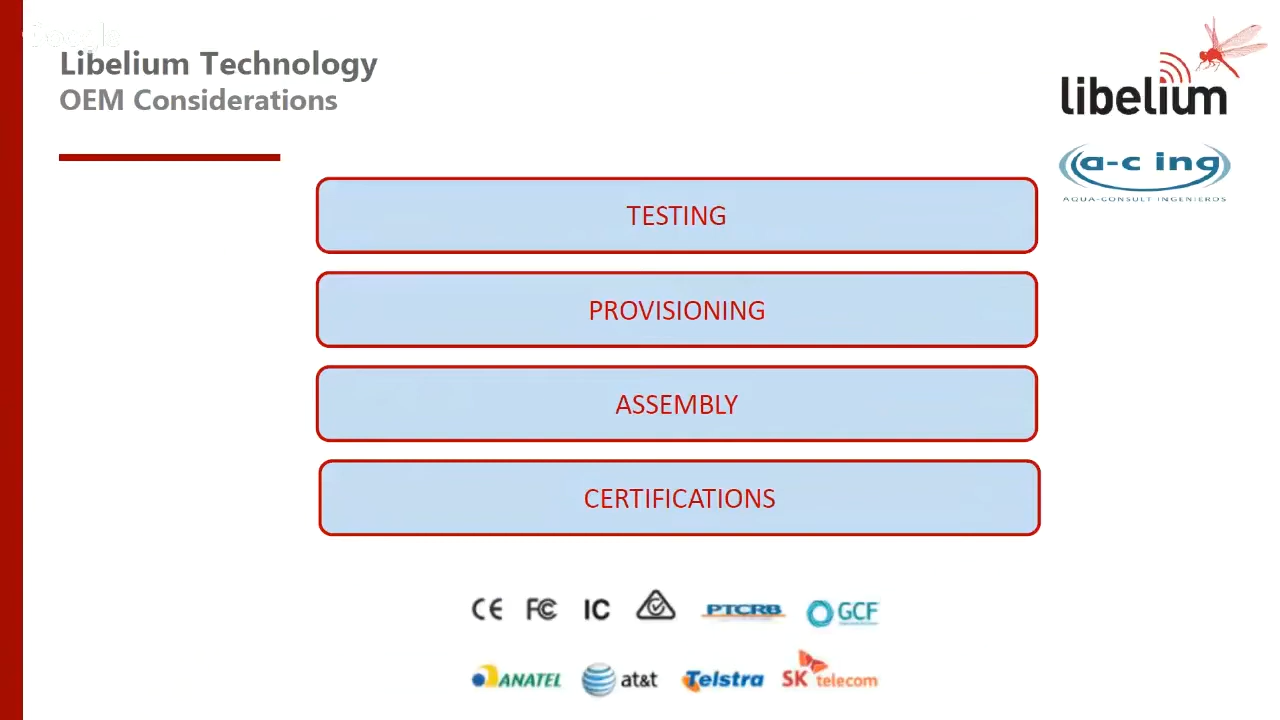 Google
Libelium Technology
OEM Considerations
libelium
a-c ing
AQUA-CONSULT INGENIEROS
TESTING
PROVISIONING
ASSEMBLY
CERTIFICATIONS
CE FC IC PTCRB GCF
ANATEL at&t Telstra SK telecom